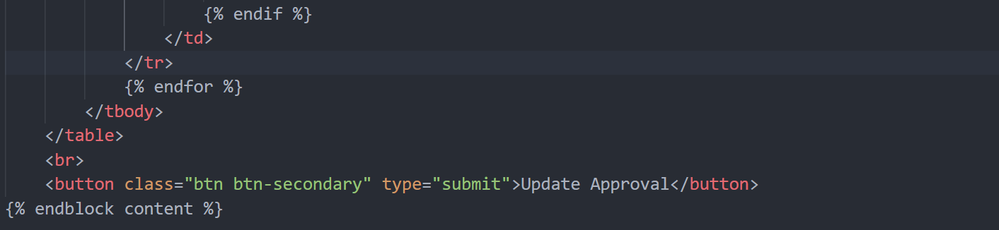 {% endif %}
</td>
</tr>
{% endfor %}
</tbody>
</table>
<br>
<button class="btn btn-secondary" type="submit">Update Approval</button>
{% endblock content %}